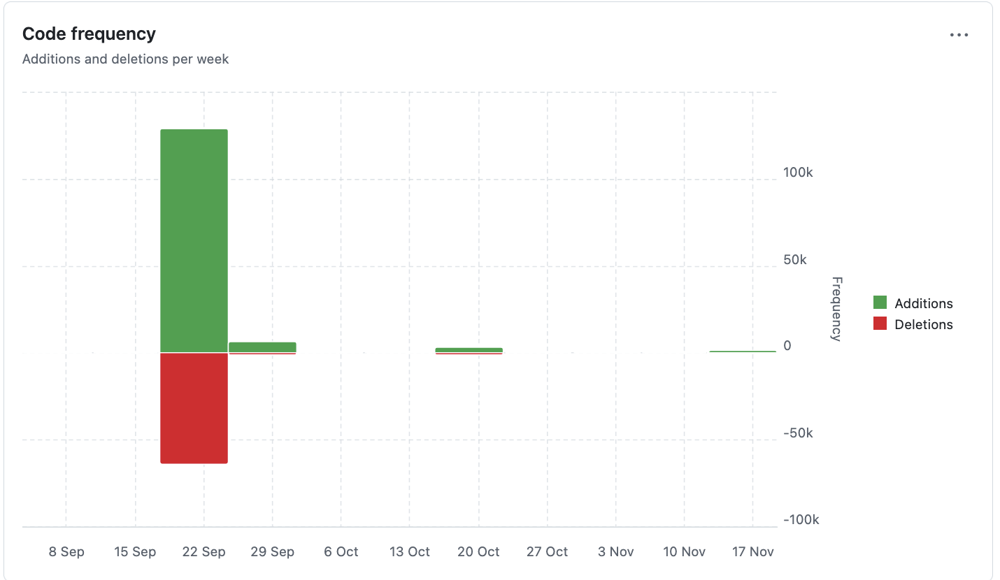 Code frequency
Additions and deletions per week
100k
50k
0
-50k
-100k
Frequency
Additions
Deletions
8 Sep 15 Sep 22 Sep 29 Sep 6 Oct 13 Oct 20 Oct 27 Oct 3 Nov 10 Nov 17 Nov